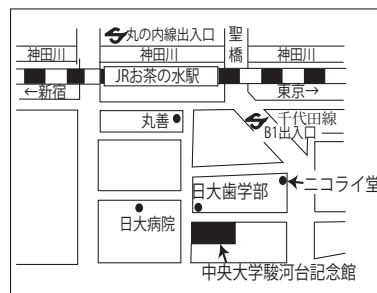 丸の内線出入口
聖橋
神田川 神田川 神田川
JRお茶の水駅
←新宿 東京→
丸善
千代田線
B1出入口
日大歯学部
ニコライ堂
日大病院
中央大学駿河台記念館